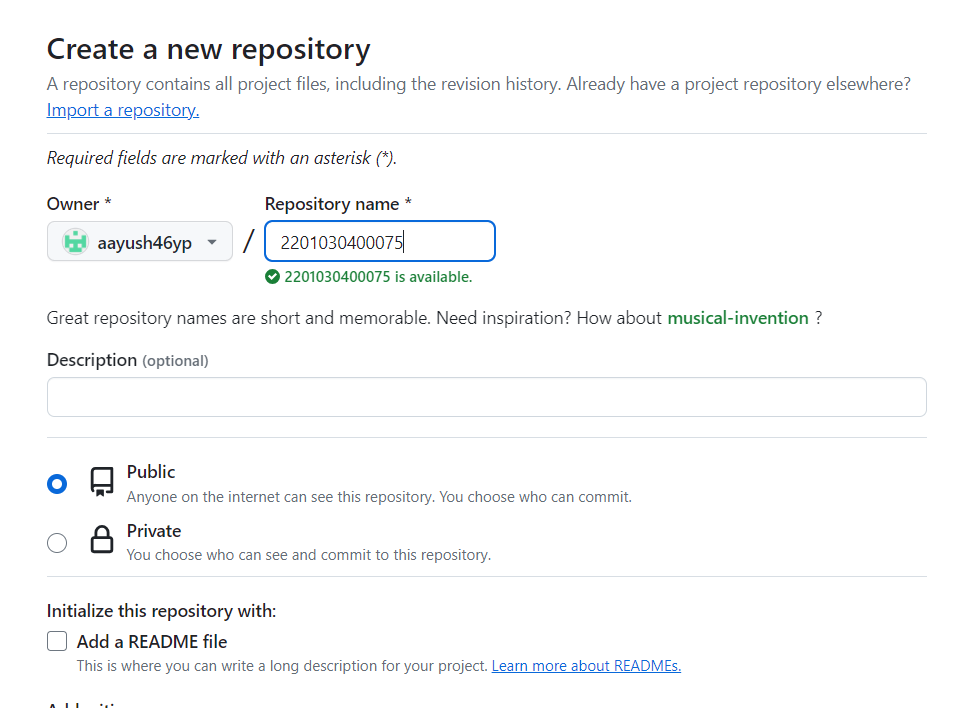 Create a new repository
A repository contains all project files, including the revision history. Already have a project repository elsewhere?
Import a repository.
Required fields are marked with an asterisk (*).
Owner *
Repository name *
aayush46yp
/
2201030400075
2201030400075 is available.
Great repository names are short and memorable. Need inspiration? How about musical-invention ?
Description (optional)
Public
Anyone on the internet can see this repository. You choose who can commit.
Private
You choose who can see and commit to this repository.
Initialize this repository with:
Add a README file
This is where you can write a long description for your project. Learn more about READMEs.